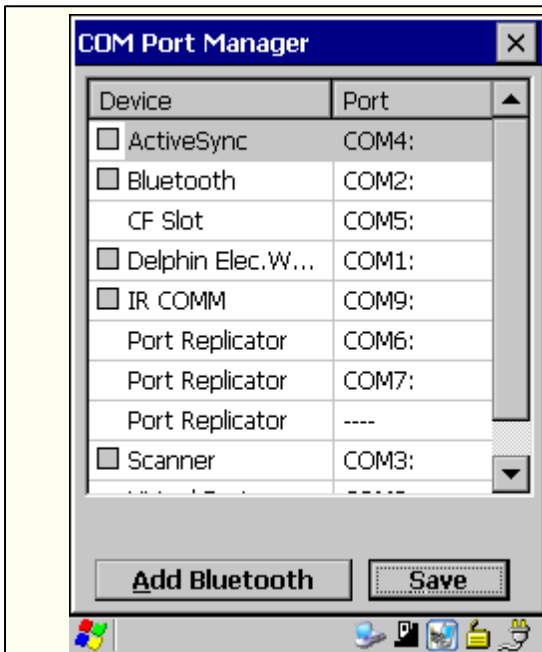 COM Port Manager
Device Port
ActiveSync COM4:
Bluetooth COM2:
CF Slot COM5:
Delphin Elec.W... COM1:
IR COMM COM9:
Port Replicator COM6:
Port Replicator COM7:
Port Replicator ----
Scanner COM3:
Add Bluetooth Save